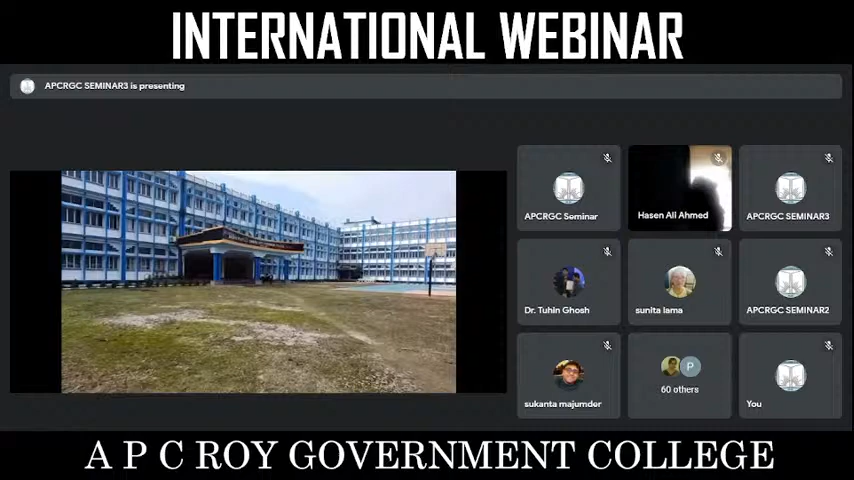 INTERNATIONAL WEBINAR
APCRGC SEMINAR3 is presenting
APCRGC Seminar
Hasen Ali Ahmed
APCRGC SEMINAR3
Dr. Tuhin Ghosh
sunita lama
APCRGC SEMINAR2
sukanta majumder
P
60 others
You
A P C ROY GOVERNMENT COLLEGE